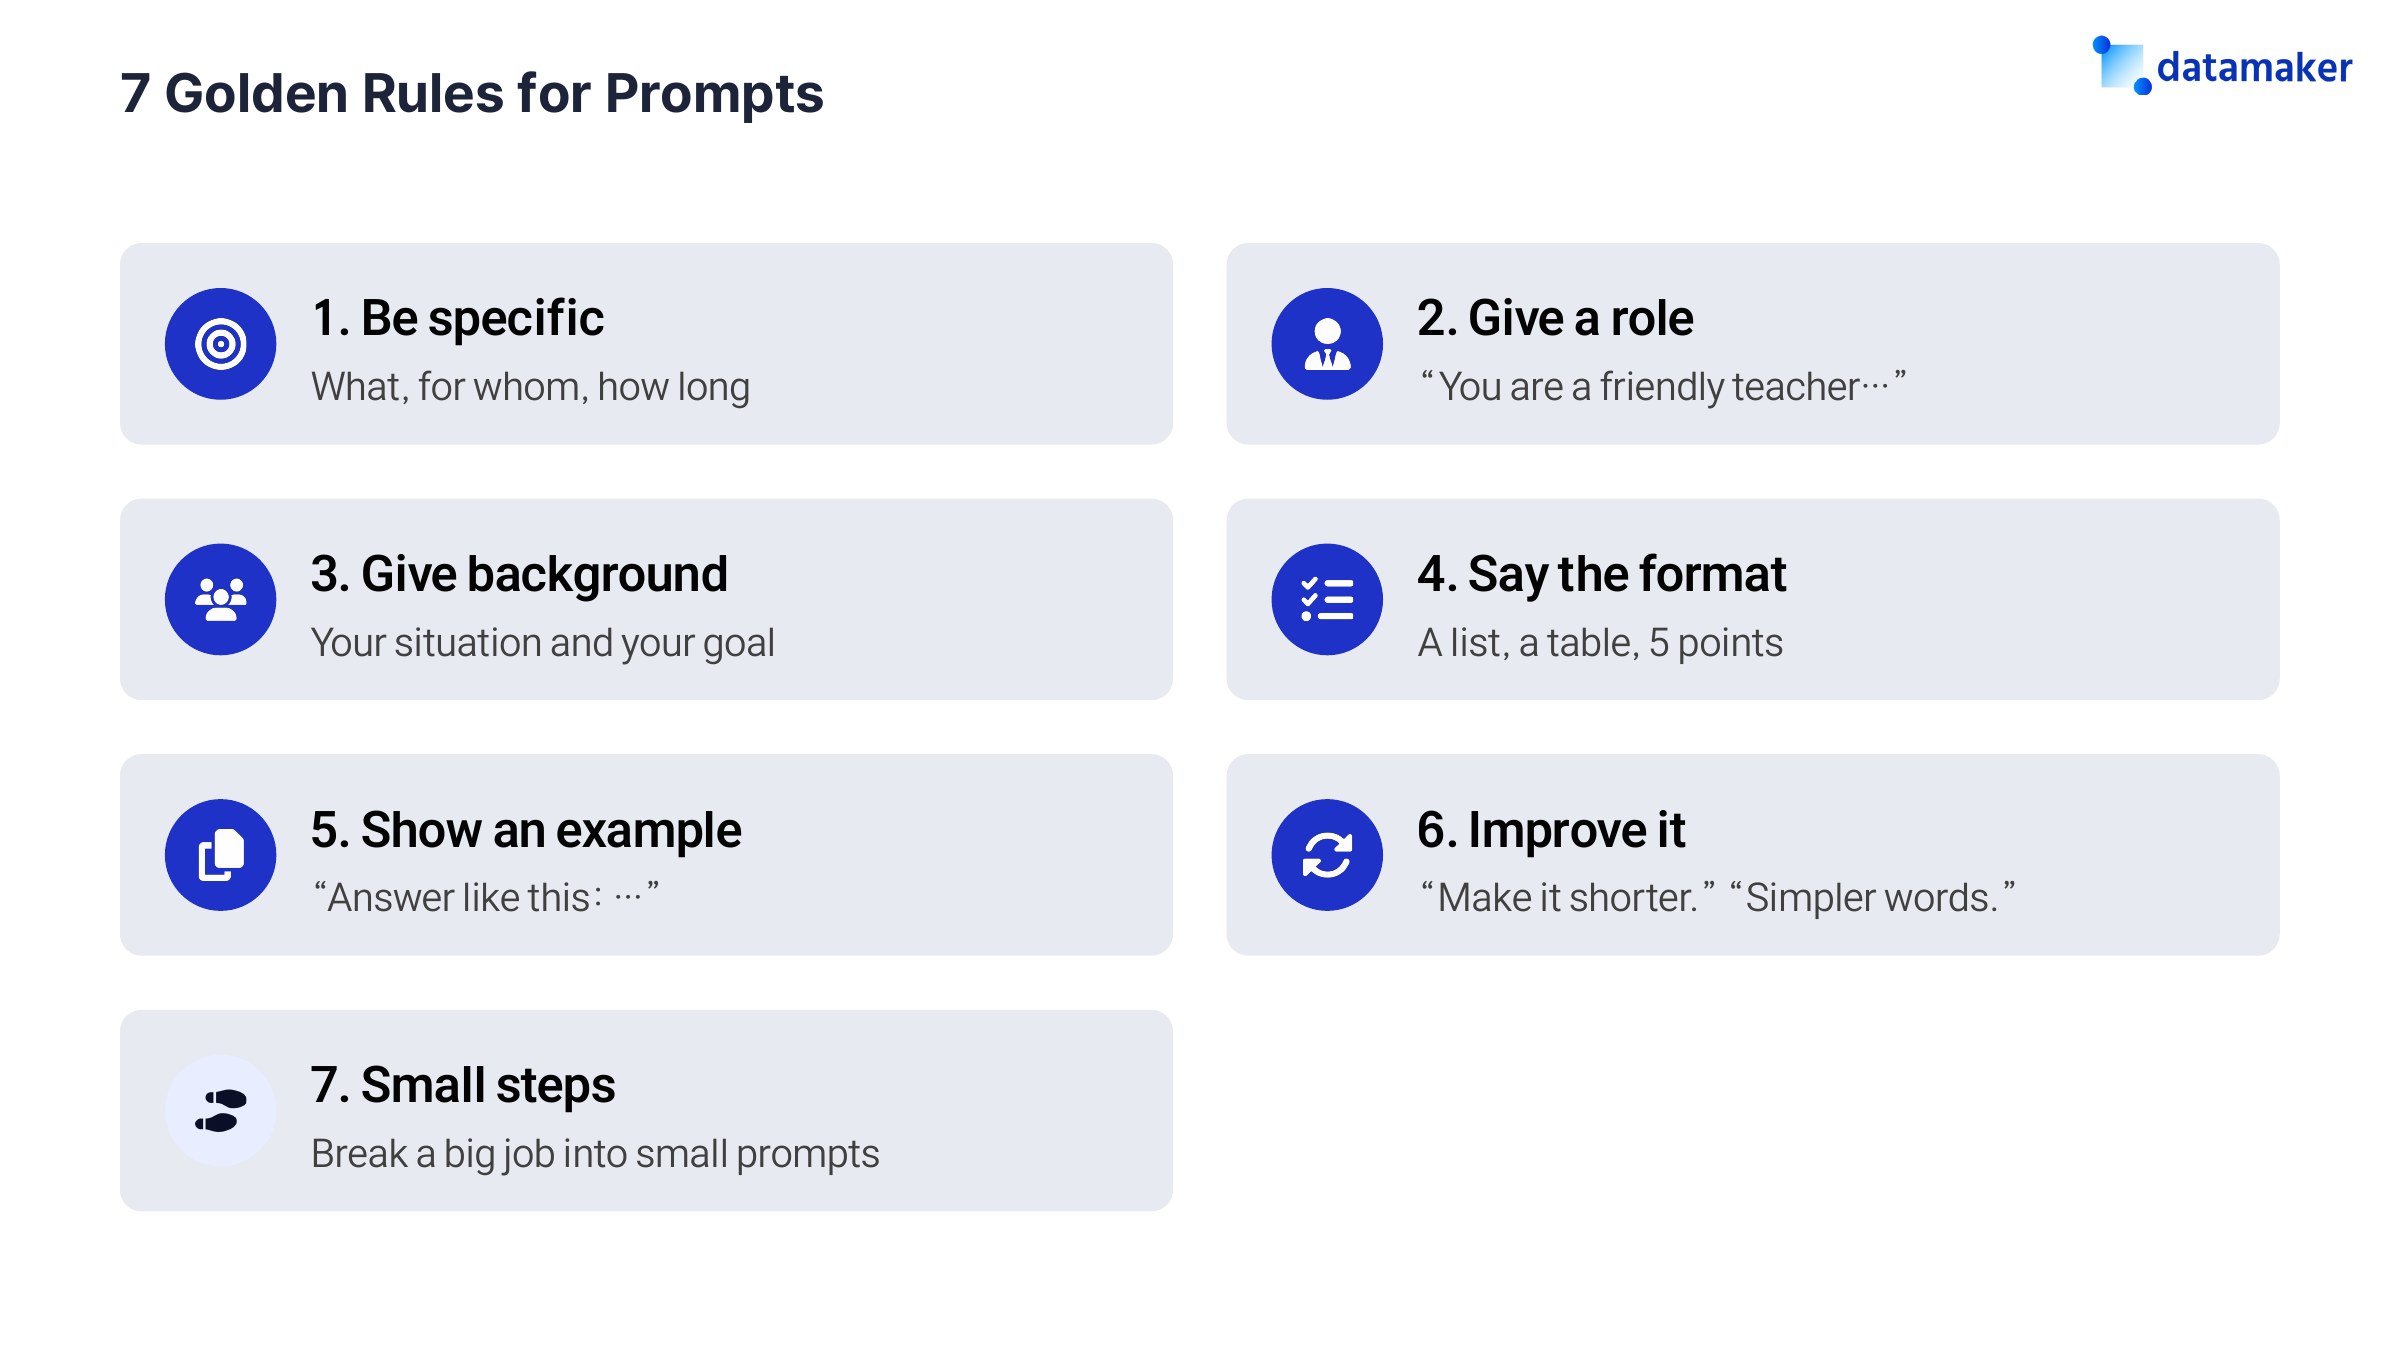 7 Golden Rules for Prompts
datamaker
1. Be specific
What, for whom, how long
2. Give a role
“You are a friendly teacher…”
3. Give background
Your situation and your goal
4. Say the format
A list, a table, 5 points
5. Show an example
“Answer like this: …”
6. Improve it
“Make it shorter.” “Simpler words.”
7. Small steps
Break a big job into small prompts